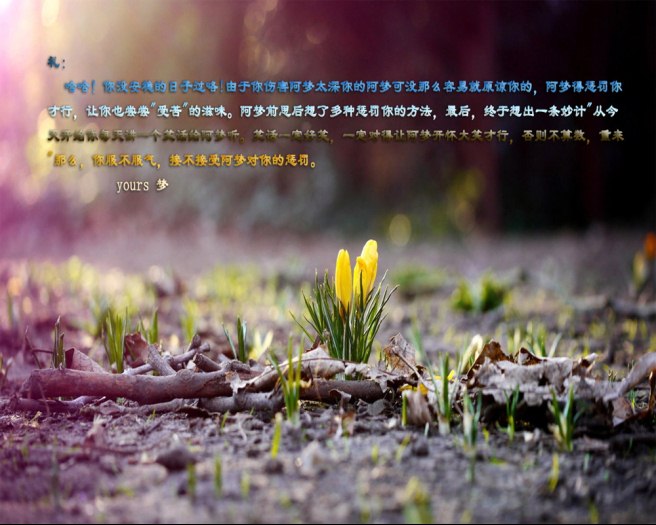 礼：
哈哈！你没安稳的日子过咯！由于你伤害阿梦太深你的阿梦可没那么容易就原谅你的，阿梦得惩罚你
才行，让你也尝尝"受苦"的滋味。阿梦前思后想了多种惩罚你的方法，最后，终于想出一条妙计"从今
天开始你每天讲一个笑话给阿梦听。笑话一定好笑，一定对得让阿梦开怀大笑才行，否则不算数，重来
"那么，你服不服气，接不接受阿梦对你的惩罚。
yours 梦